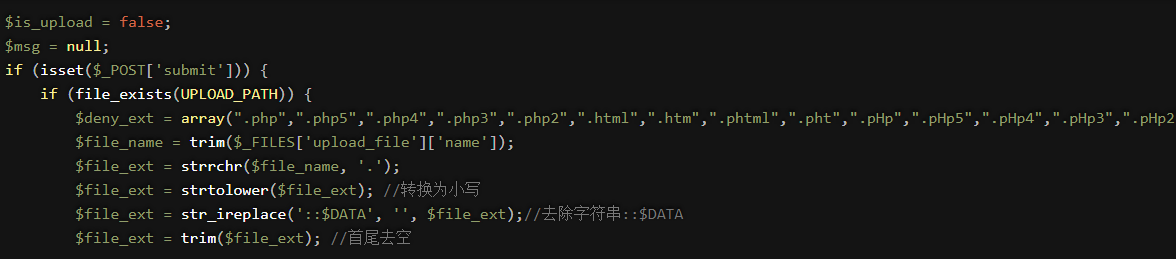 $is_upload = false;
$msg = null;
if (isset($_POST['submit'])) {
    if (file_exists(UPLOAD_PATH)) {
        $deny_ext = array(".php",".php5",".php4",".php3",".php2",".html",".htm",".phtml",".pht",".pHp",".pHp5",".pHp4",".pHp3",".pHp2
        $file_name = trim($_FILES['upload_file']['name']);
        $file_ext = strrchr($file_name, '.');
        $file_ext = strtolower($file_ext); //转换为小写
        $file_ext = str_ireplace('::$DATA', '', $file_ext);//去除字符串::$DATA
        $file_ext = trim($file_ext); //首尾去空